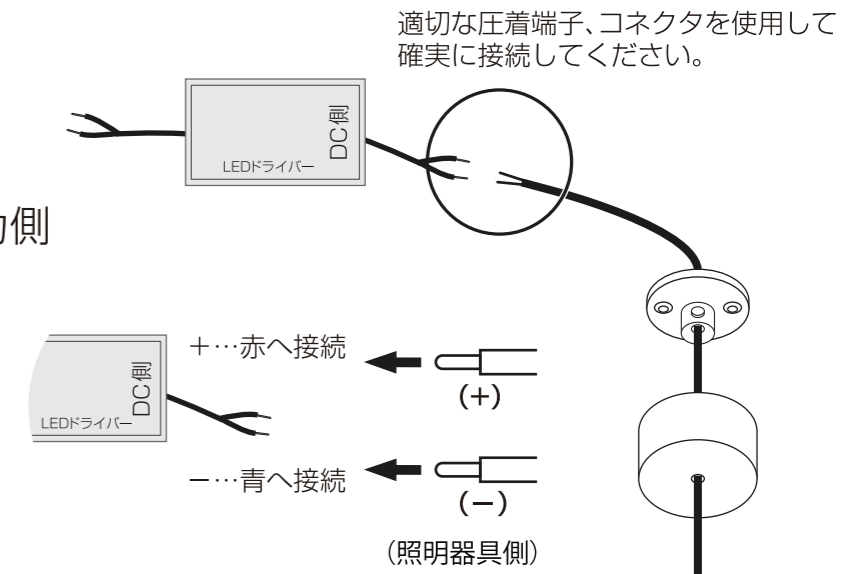 適切な圧着端子、コネクタを使用して
確実に接続してください。
DC側
LEDドライバー
側
+…赤へ接続
(+)
DC側
LEDドライバー
−…青へ接続
(−)
(照明器具側)